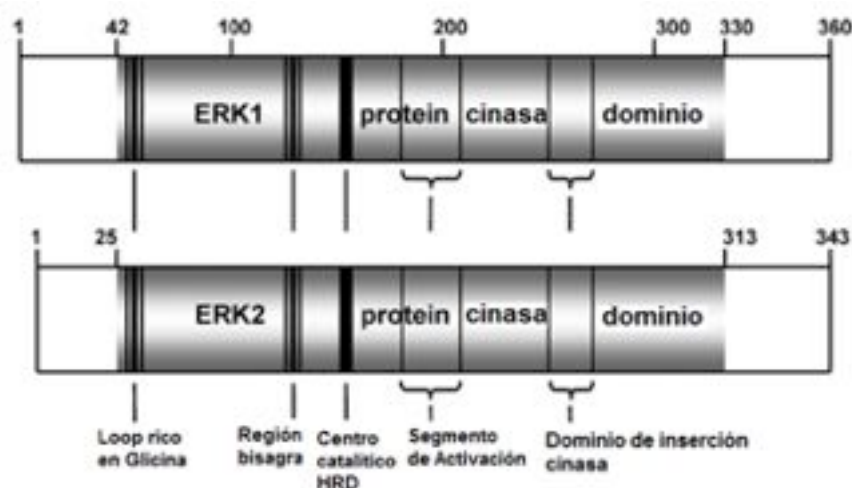 1 42 100 200 300 330 360
ERK1 protein cinasa dominio
1 25 313 343
ERK2 protein cinasa dominio
Loop rico
en Glicina
Región
bisagra
Centro
catalítico
HRD
Segmento
de Activación
Dominio de inserción
cinasa